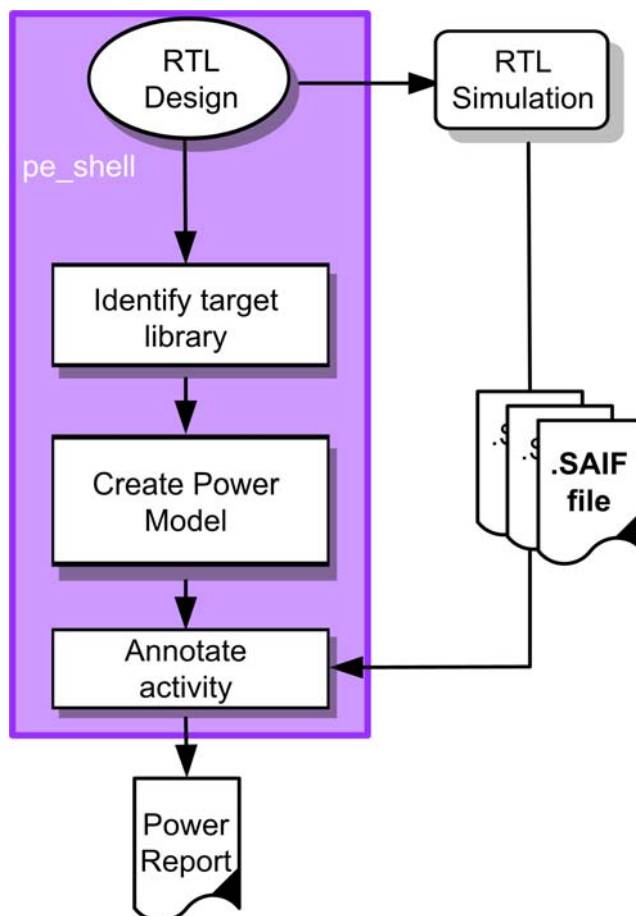 RTL
Design
RTL
Simulation
pe_shell
Identify target
library
Create Power
Model
.S
.S
.SAIF
file
Annotate
activity
Power
Report